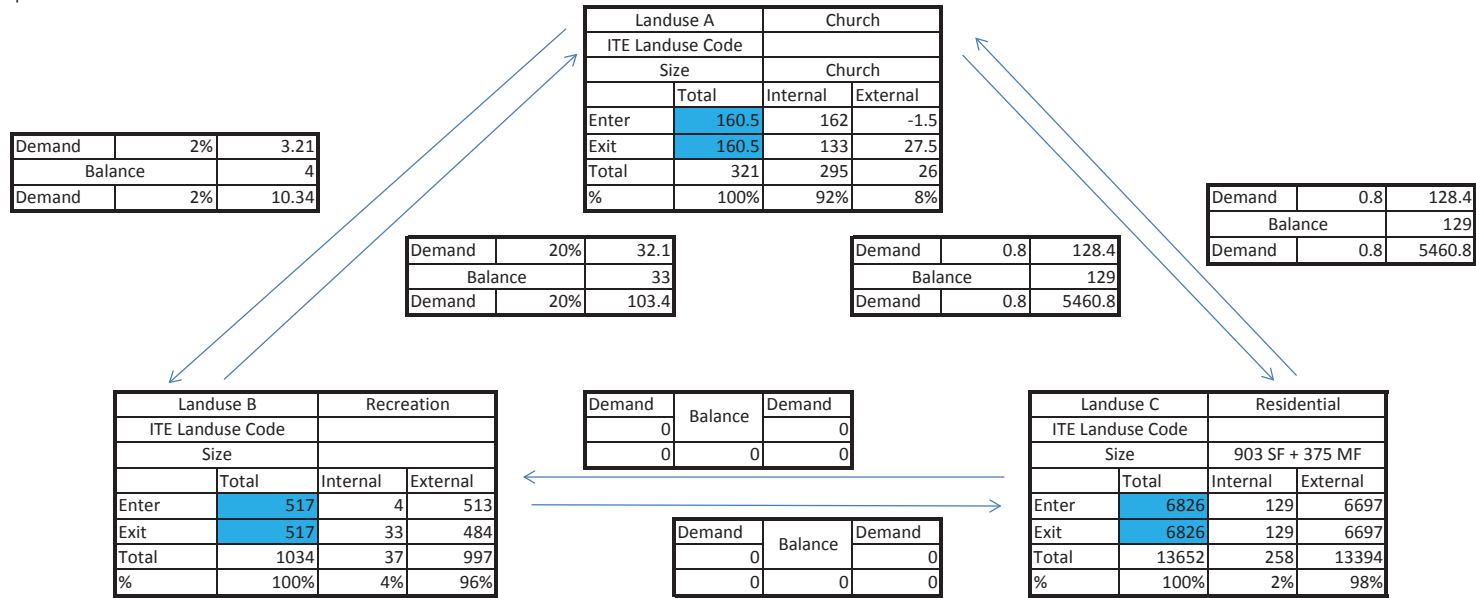 Landuse A Church
ITE Landuse Code
Size Church
Total Internal External
Enter 160.5 162 -1.5
Exit 160.5 133 27.5
Total 321 295 26
% 100% 92% 8%
Demand 2% 3.21
Balance 4
Demand 2% 10.34
Demand 0.8 128.4
Balance 129
Demand 0.8 5460.8
Demand 20% 32.1
Balance 33
Demand 20% 103.4
Demand 0.8 128.4
Balance 129
Demand 0.8 5460.8
Landuse B Recreation
ITE Landuse Code
Size
Total Internal External
Enter 517 4 513
Exit 517 33 484
Total 1034 37 997
% 100% 4% 96%
Demand Balance Demand
0 0
0 0 0
Demand Balance Demand
0 0
0 0 0
Landuse C Residential
ITE Landuse Code
Size 903 SF + 375 MF
Total Internal External
Enter 6826 129 6697
Exit 6826 129 6697
Total 13652 258 13394
% 100% 2% 98%